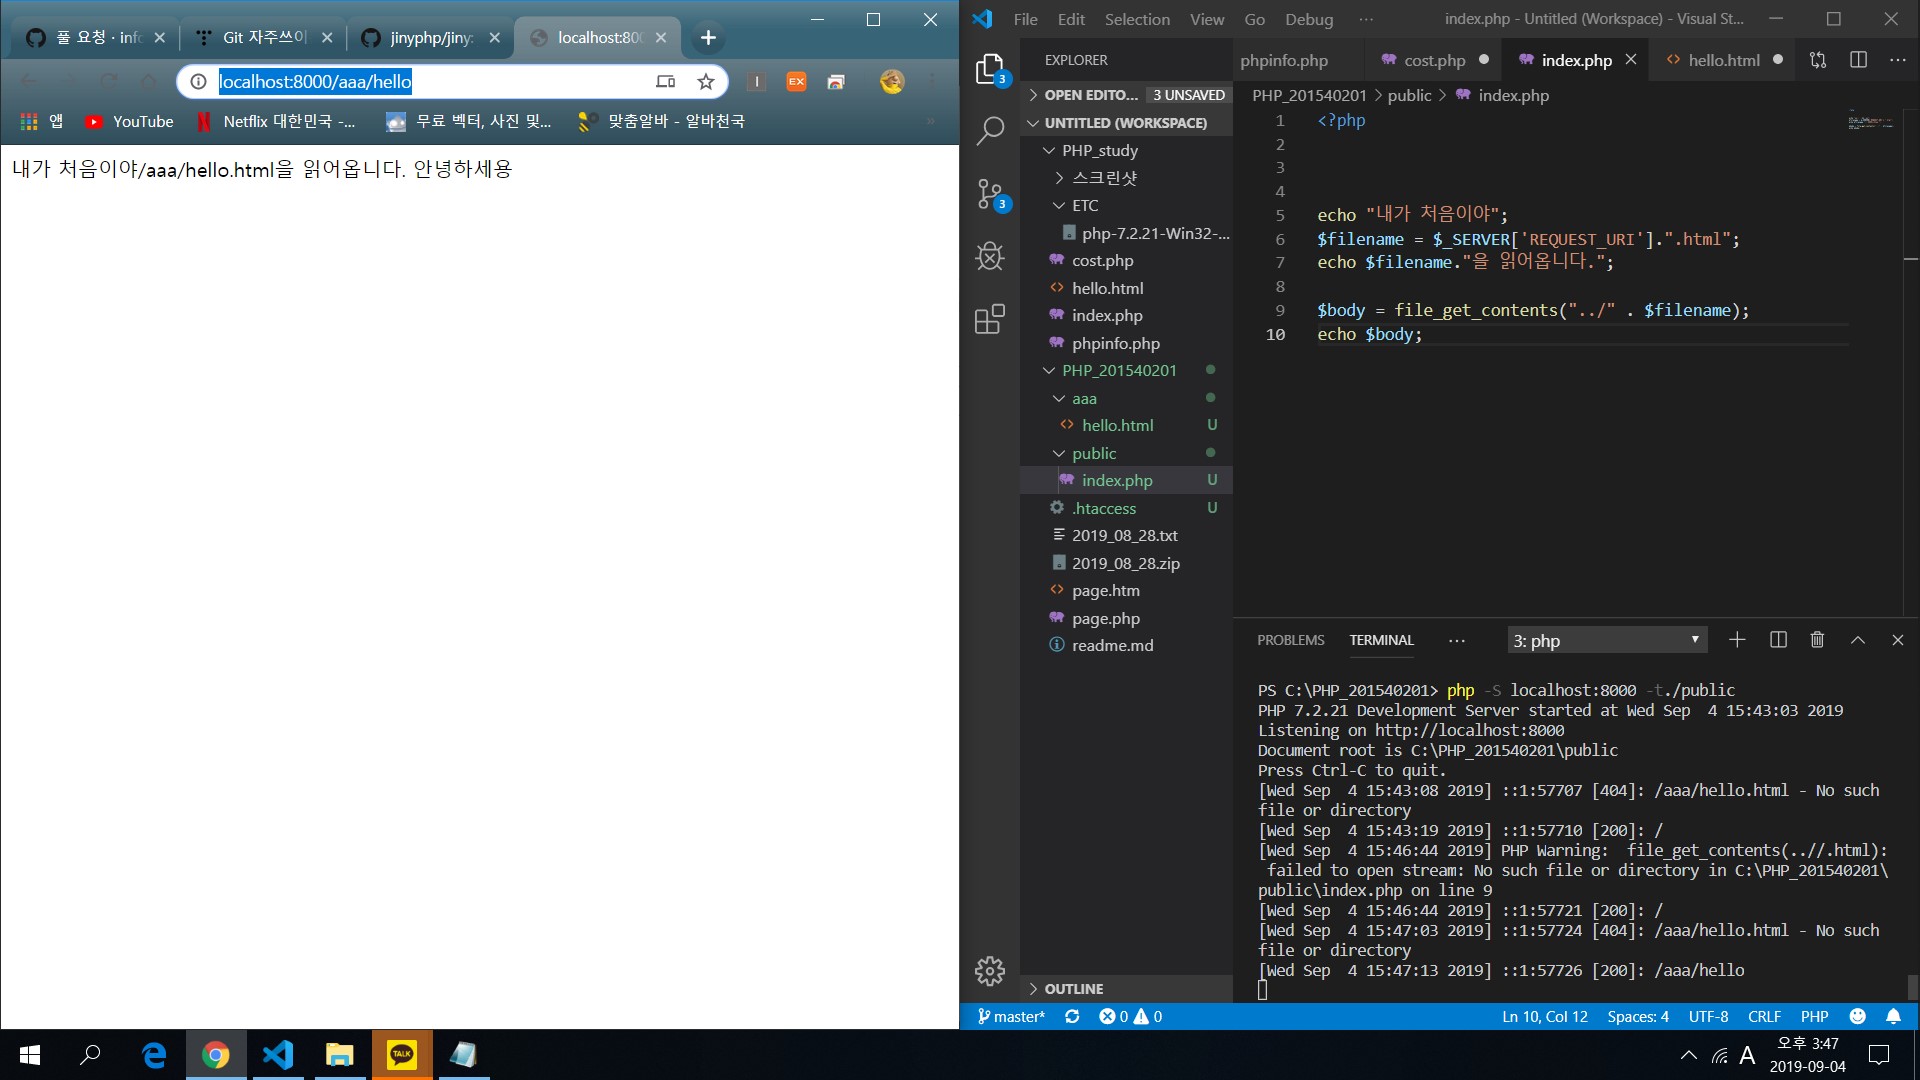 풀 요청 · info
Git 자주쓰이
jinyphp/jiny:
localhost:800
localhost:8000/aaa/hello
EX
앱
YouTube
Netflix 대한민국 -...
무료 벡터, 사진 및...
맞춤알바 - 알바천국
내가 처음이야/aaa/hello.html을 읽어옵니다. 안녕하세용
File Edit Selection View Go Debug ···
index.php - Untitled (Workspace) - Visual St...
EXPLORER
3
3
OPEN EDITO... 3 UNSAVED
UNTITLED (WORKSPACE)
PHP_study
스크린샷
ETC
php-7.2.21-Win32-...
cost.php
hello.html
index.php
phpinfo.php
PHP_201540201
aaa
hello.html U
public
index.php U
.htaccess U
2019_08_28.txt
2019_08_28.zip
page.htm
page.php
readme.md
OUTLINE
phpinfo.php
cost.php
index.php
hello.html
PHP_201540201 > public > index.php
1 <?php
2
3
4
5 echo "내가 처음이야";
6 $filename = $_SERVER['REQUEST_URI'].".html";
7 echo $filename."을 읽어옵니다.";
8
9 $body = file_get_contents("../" . $filename);
10 echo $body;
PROBLEMS TERMINAL ··· 3: php
PS C:\PHP_201540201> php -S localhost:8000 -t./public
PHP 7.2.21 Development Server started at Wed Sep  4 15:43:03 2019
Listening on http://localhost:8000
Document root is C:\PHP_201540201\public
Press Ctrl-C to quit.
[Wed Sep  4 15:43:08 2019] ::1:57707 [404]: /aaa/hello.html - No such
file or directory
[Wed Sep  4 15:43:19 2019] ::1:57710 [200]: /
[Wed Sep  4 15:46:44 2019] PHP Warning:  file_get_contents(..//.html):
failed to open stream: No such file or directory in C:\PHP_201540201\
public\index.php on line 9
[Wed Sep  4 15:46:44 2019] ::1:57721 [200]: /
[Wed Sep  4 15:47:03 2019] ::1:57724 [404]: /aaa/hello.html - No such
file or directory
[Wed Sep  4 15:47:13 2019] ::1:57726 [200]: /aaa/hello
master* 0 0
Ln 10, Col 12 Spaces: 4 UTF-8 CRLF PHP
TALK
A
오후 3:47
2019-09-04